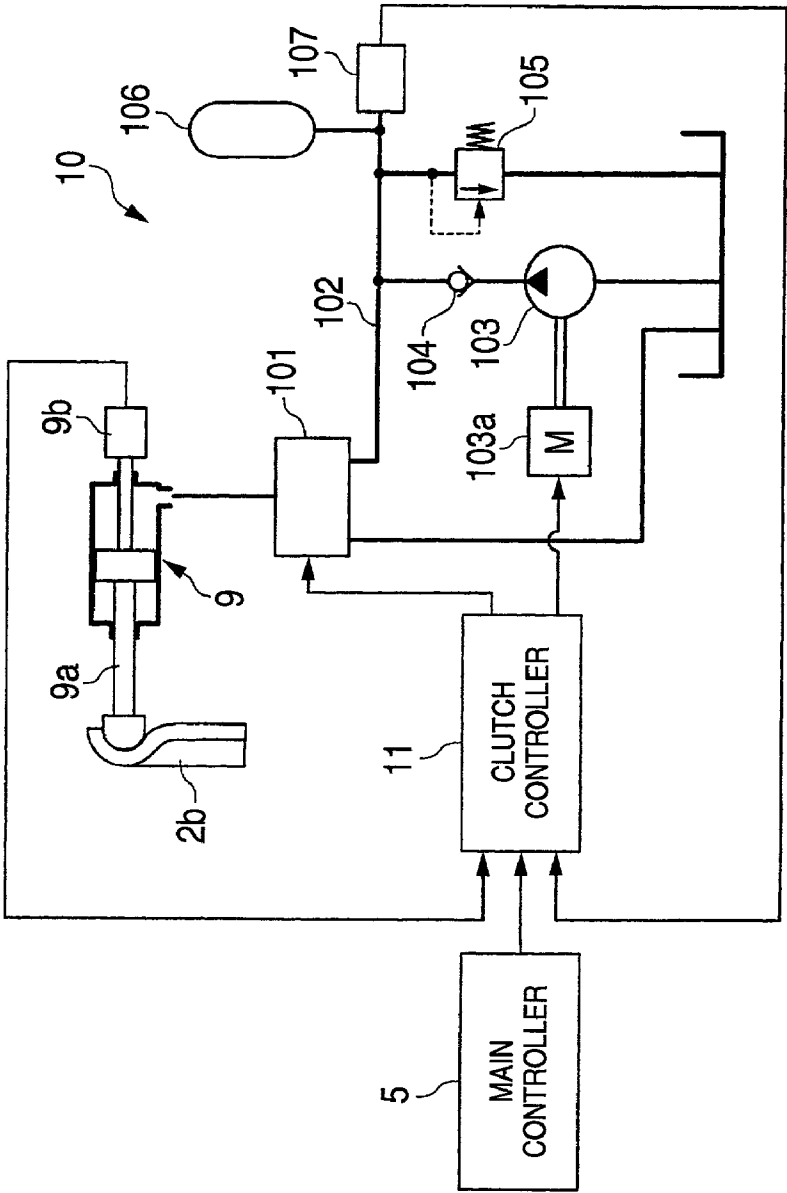 10
106
107
105
102
101
104
103
103a
M
9b
9
9a
2b
11
CLUTCH
CONTROLLER
5
MAIN
CONTROLLER